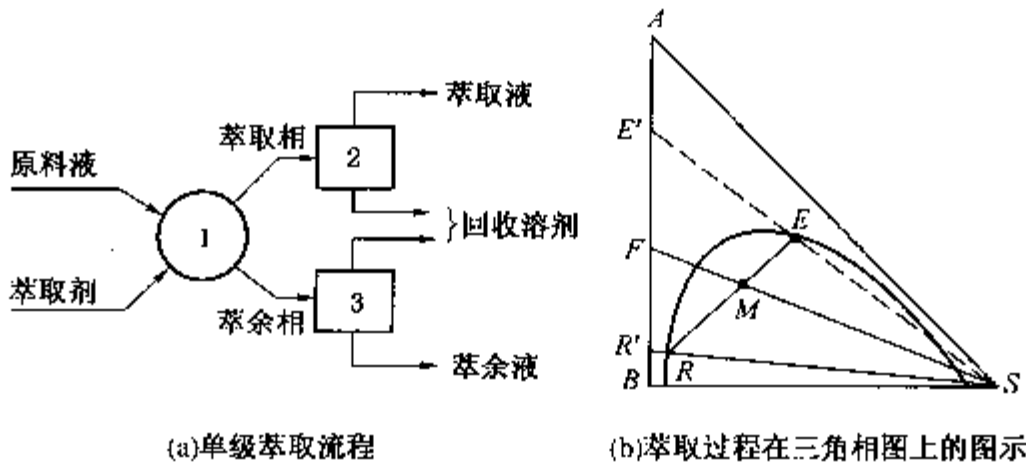 原料液
萃取剂
1
萃取相
萃余相
2
3
萃取液
}回收溶剂
萃余液
(a)单级萃取流程
A
E'
E
F
M
R'
R
B
S
(b)萃取过程在三角相图上的图示